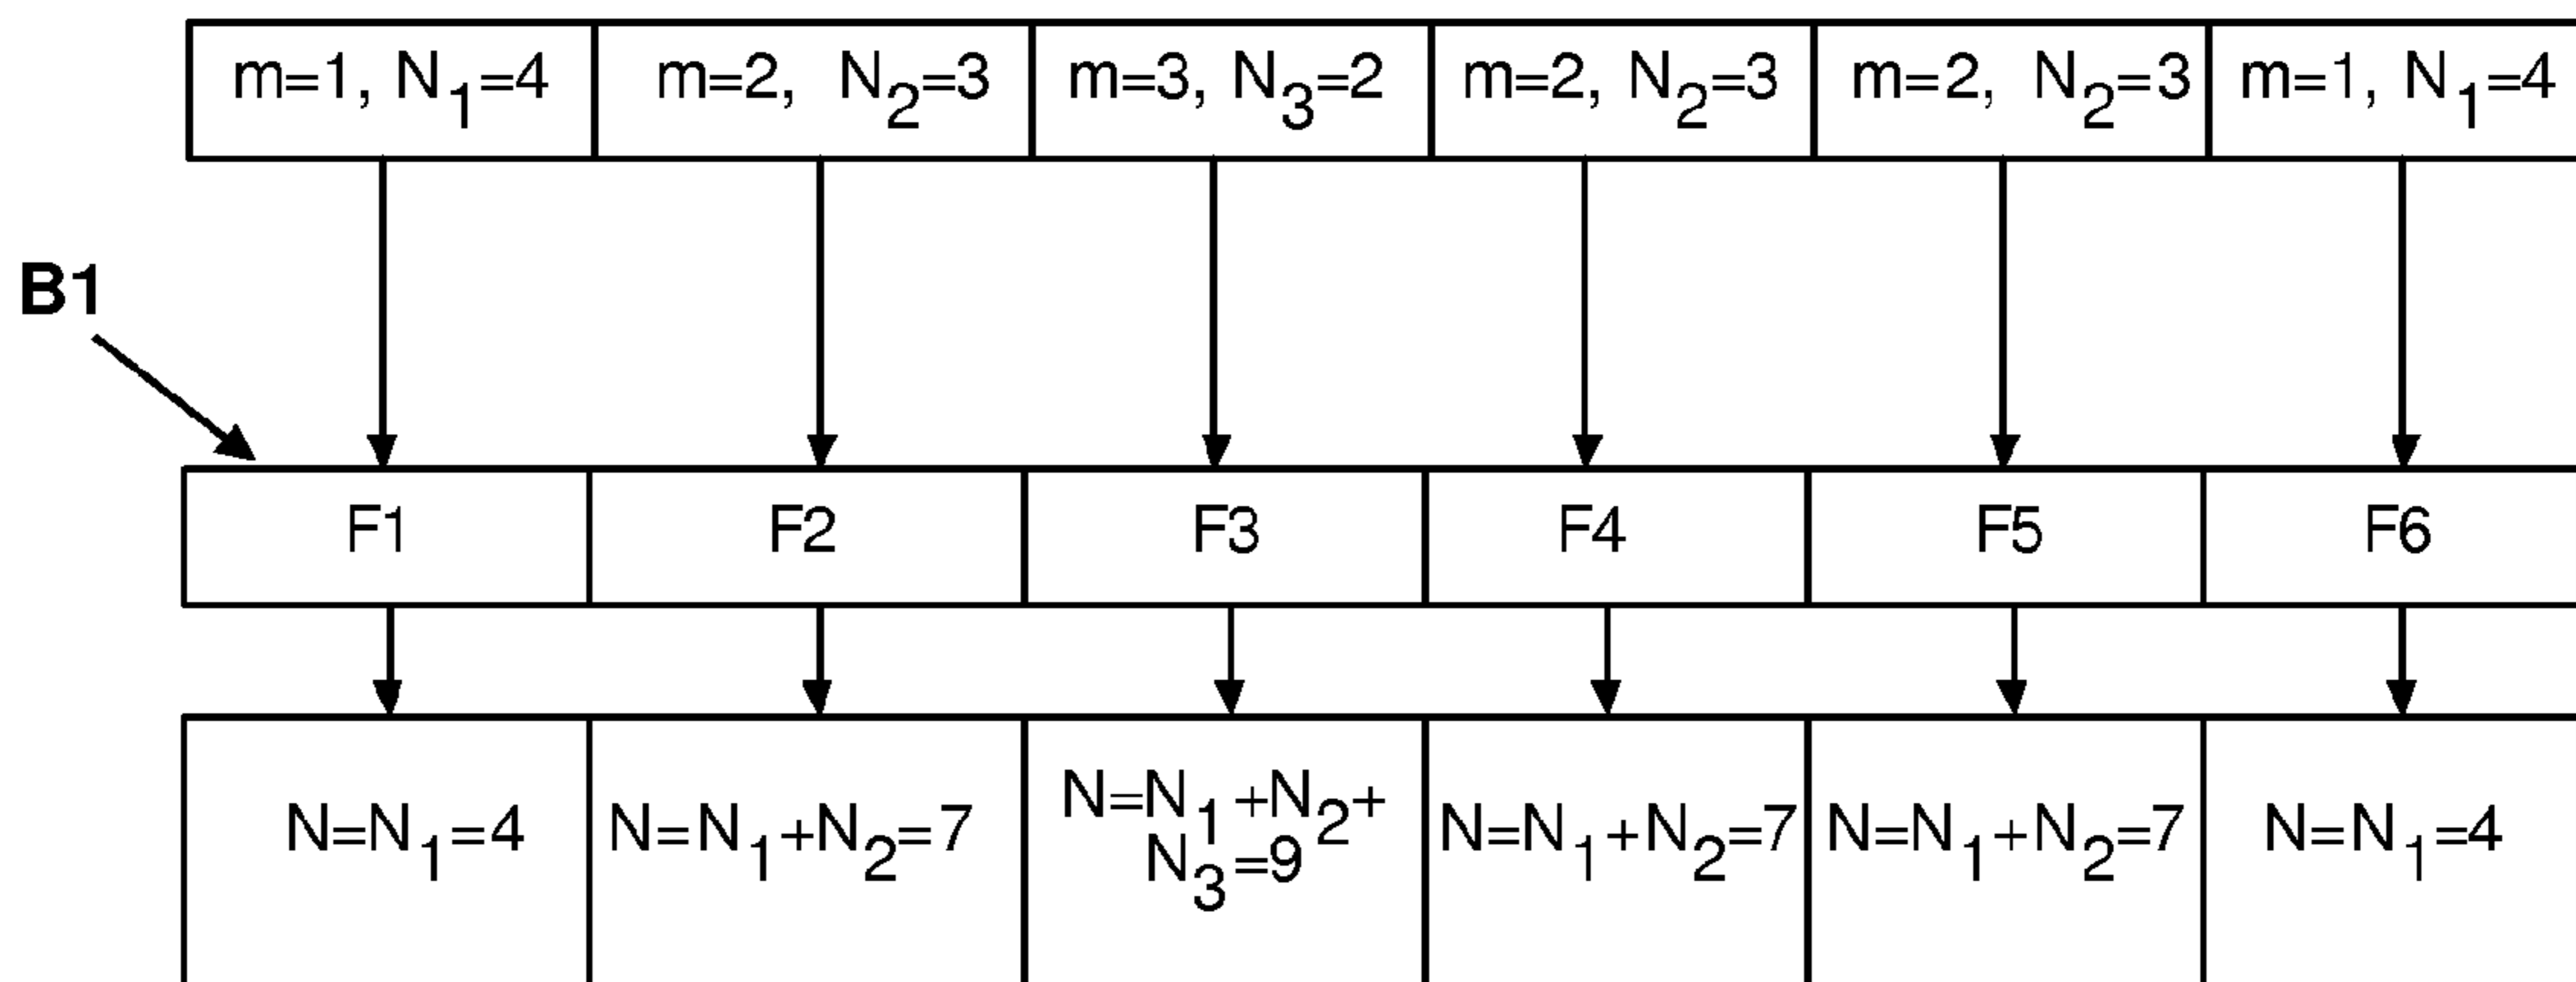 m=1, N1=4 m=2, N2=3 m=3, N3=2 m=2, N2=3 m=2, N2=3 m=1, N1=4
B1
F1 F2 F3 F4 F5 F6
N=N1=4 N=N1+N2=7 N=N1+N2+ N=N1+N2=7 N=N1+N2=7 N=N1=4
N3=9